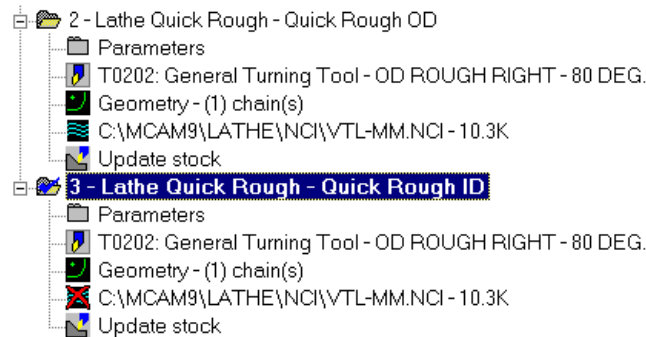 2 - Lathe Quick Rough - Quick Rough OD
Parameters
T0202: General Turning Tool - OD ROUGH RIGHT - 80 DEG.
Geometry - (1) chain(s)
C:\MCAM9\LATHE\NCI\VTL-MM.NCI - 10.3K
Update stock
3 - Lathe Quick Rough - Quick Rough ID
Parameters
T0202: General Turning Tool - OD ROUGH RIGHT - 80 DEG.
Geometry - (1) chain(s)
C:\MCAM9\LATHE\NCI\VTL-MM.NCI - 10.3K
Update stock